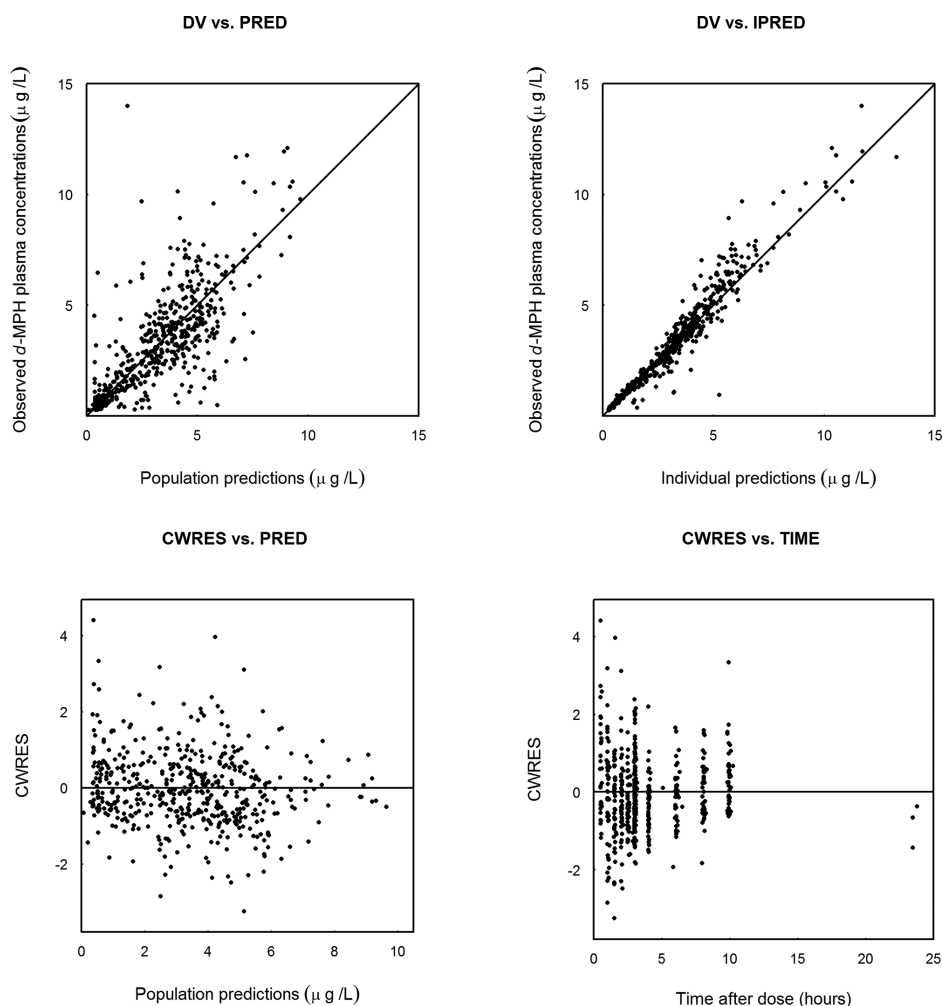 DV vs. PRED
Observed d-MPH plasma concentrations (μ g /L)
15
10
5
0
5
10
15
Population predictions (μ g /L)
DV vs. IPRED
Observed d-MPH plasma concentrations (μ g /L)
15
10
5
0
5
10
15
Individual predictions (μ g /L)
CWRES vs. PRED
CWRES
4
2
0
-2
0
2
4
6
8
10
Population predictions (μ g /L)
CWRES vs. TIME
CWRES
4
2
0
-2
0
5
10
15
20
25
Time after dose (hours)